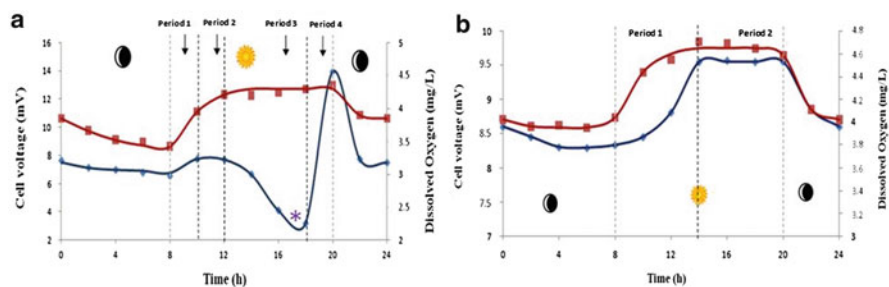 a
Period 1 Period 2 Period 3 Period 4
Cell voltage (mV)
16
14
12
10
8
6
4
2
5
4.5
4
3.5
3
2.5
2
Dissolved Oxygen (mg/L)
*
0 4 8 12 16 20 24
Time (h)
b
Period 1 Period 2
Cell voltage (mV)
10
9.5
9
8.5
8
7.5
7
4.8
4.6
4.4
4.2
4
3.8
3.6
3.4
3.2
3
Dissolved Oxygen (mg/L)
0 4 8 12 16 20 24
Time (h)